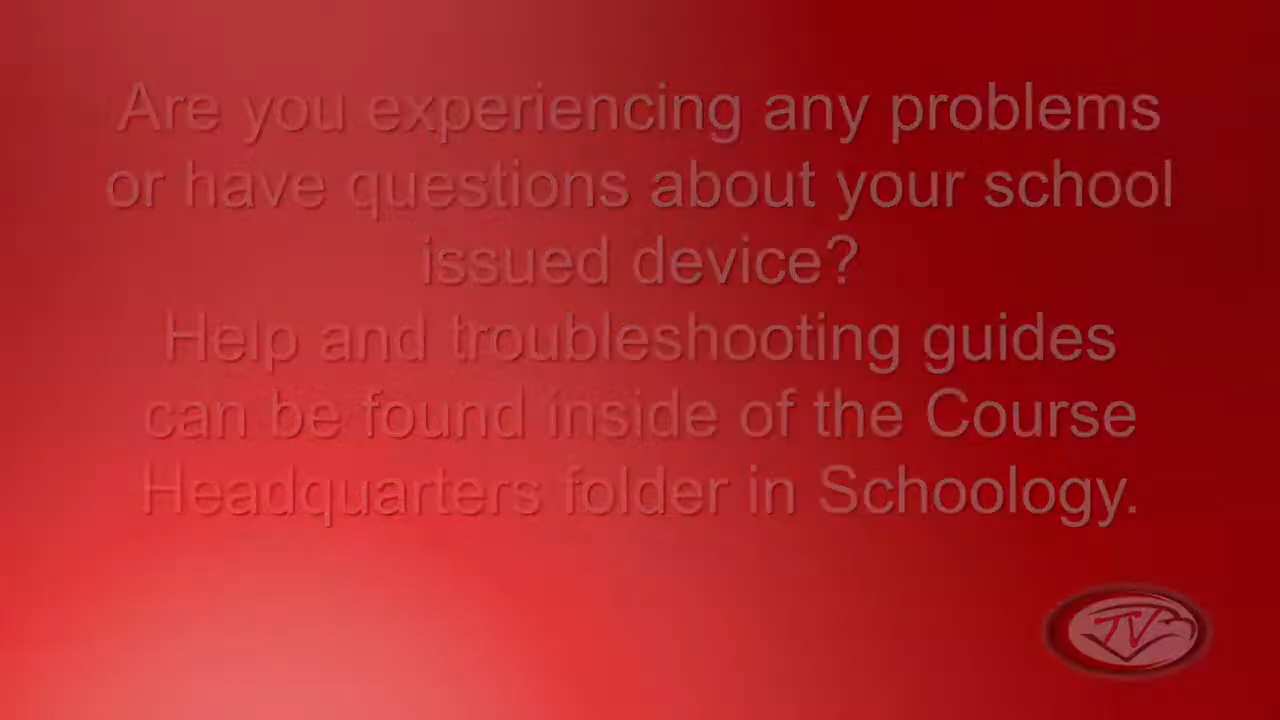 Are you experiencing any problems
or have questions about your school
issued device?
Help and troubleshooting guides
can be found inside of the Course
Headquarters folder in Schoology.
TV